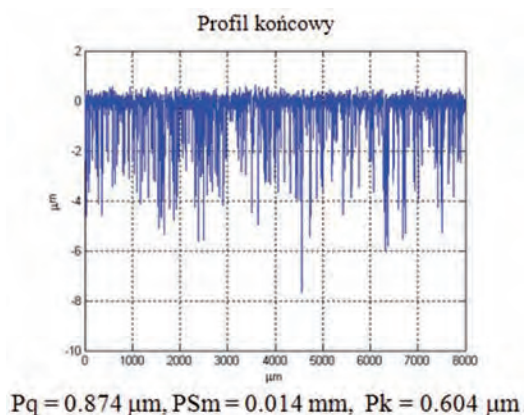 Profil końcowy
2
0
-2
-4
-6
-8
-10
μm
0 1000 2000 3000 4000 5000 6000 7000 8000
μm
Pq = 0.874 μm, PSm = 0.014 mm, Pk = 0.604 μm